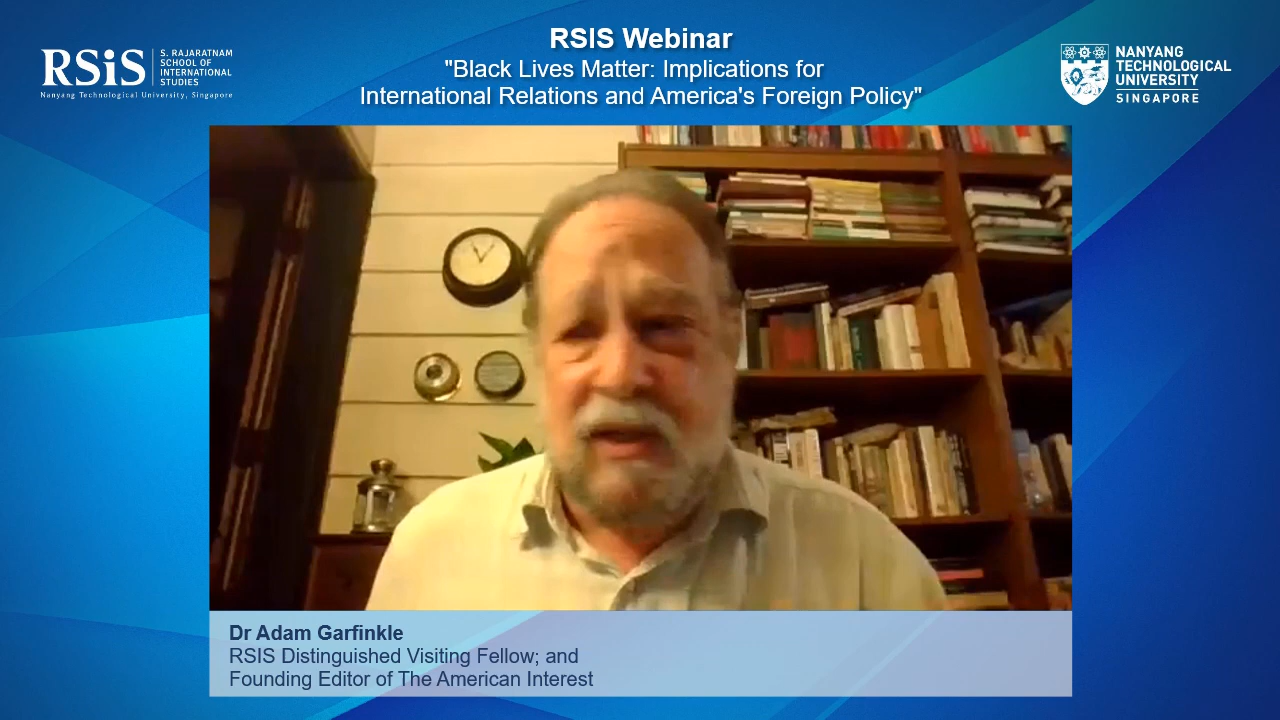 RSiS
S. RAJARATNAM
SCHOOL OF
INTERNATIONAL
STUDIES
Nanyang Technological University, Singapore
RSIS Webinar
"Black Lives Matter: Implications for
International Relations and America's Foreign Policy"
NANYANG
TECHNOLOGICAL
UNIVERSITY
SINGAPORE
Dr Adam Garfinkle
RSIS Distinguished Visiting Fellow; and
Founding Editor of The American Interest